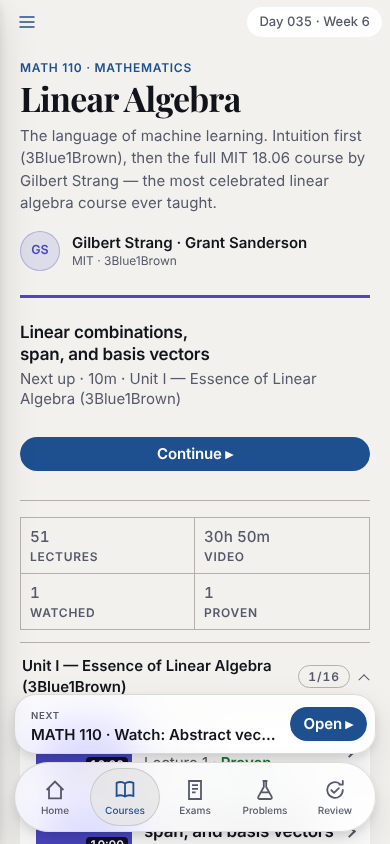 Day 035 · Week 6
MATH 110 · MATHEMATICS
Linear Algebra
The language of machine learning. Intuition first
(3Blue1Brown), then the full MIT 18.06 course by
Gilbert Strang — the most celebrated linear
algebra course ever taught.
GS
Gilbert Strang · Grant Sanderson
MIT · 3Blue1Brown
Linear combinations,
span, and basis vectors
Next up · 10m · Unit I — Essence of Linear
Algebra (3Blue1Brown)
Continue ▸
51
LECTURES
30h 50m
VIDEO
1
WATCHED
1
PROVEN
Unit I — Essence of Linear Algebra
(3Blue1Brown)
1/16
NEXT
MATH 110 · Watch: Abstract vec...
Open ▸
Lecture 1 · Proven
Home
Courses
Exams
Problems
Review
10:00
span, and basis vectors